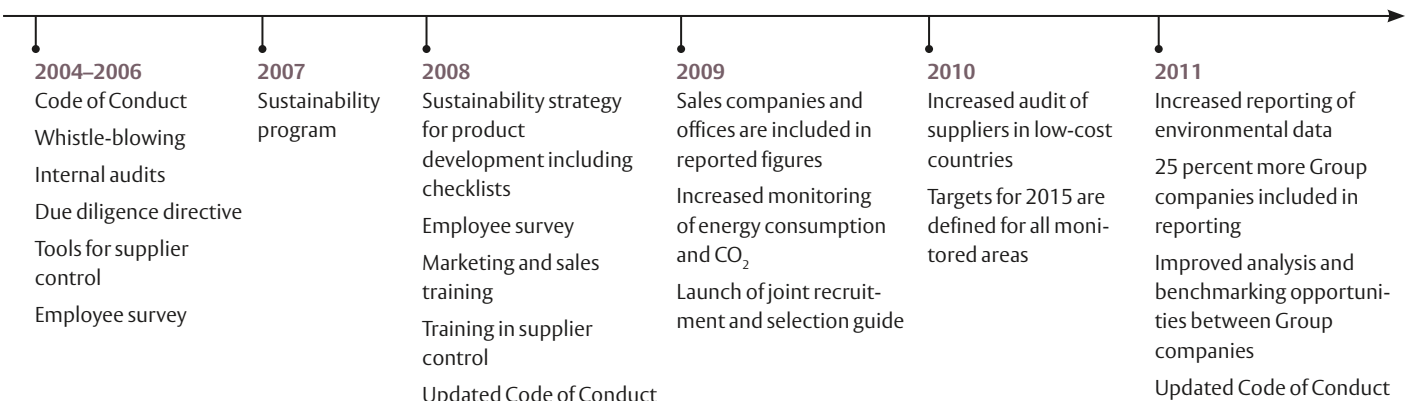 2004–2006
Code of Conduct
Whistle-blowing
Internal audits
Due diligence directive
Tools for supplier
control
Employee survey
2007
Sustainability
program
2008
Sustainability strategy
for product
development including
checklists
Employee survey
Marketing and sales
training
Training in supplier
control
Updated Code of Conduct
2009
Sales companies and
offices are included in
reported figures
Increased monitoring
of energy consumption
and CO₂
Launch of joint recruit-
ment and selection guide
2010
Increased audit of
suppliers in low-cost
countries
Targets for 2015 are
defined for all moni-
tored areas
2011
Increased reporting of
environmental data
25 percent more Group
companies included in
reporting
Improved analysis and
benchmarking opportuni-
ties between Group
companies
Updated Code of Conduct